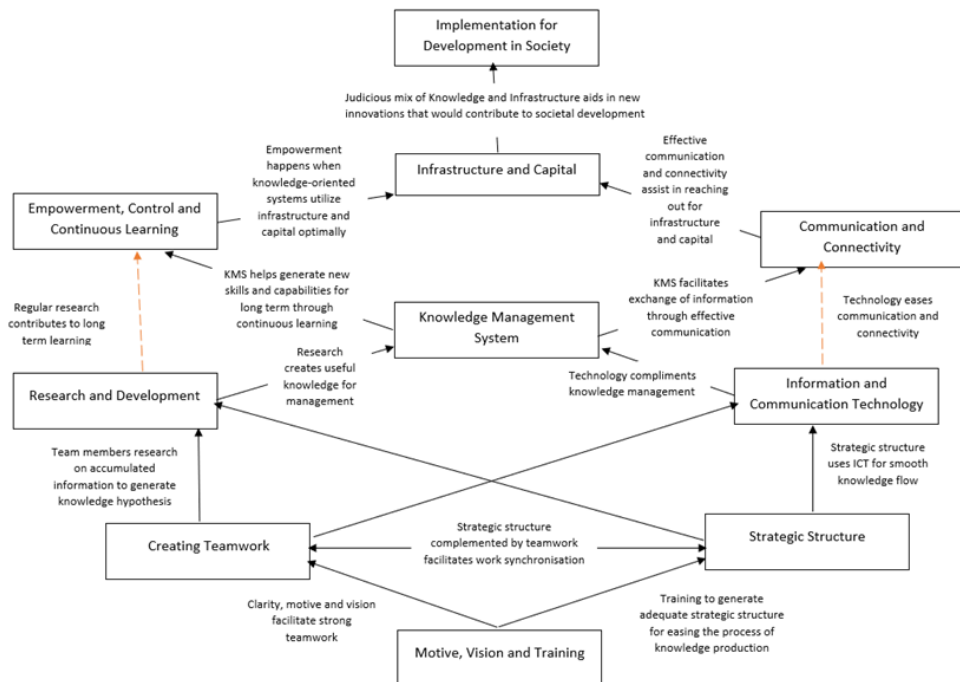 Implementation for
Development in Society
Judicious mix of Knowledge and Infrastructure aids in new
innovations that would contribute to societal development
Empowerment
happens when
knowledge-oriented
systems utilize
infrastructure and
capital optimally
Infrastructure and Capital
Effective
communication
and connectivity
assist in reaching
out for
infrastructure
and capital
Empowerment, Control and
Continuous Learning
Communication and
Connectivity
KMS helps generate new
skills and capabilities for
long term through
continuous learning
KMS facilitates
exchange of information
through effective
communication
Regular research
contributes to long
term learning
Knowledge Management
System
Technology eases
communication and
connectivity
Research
creates useful
knowledge for
management
Technology compliments
knowledge management
Research and Development
Information and
Communication Technology
Team members research
on accumulated
information to generate
knowledge hypothesis
Strategic structure
uses ICT for smooth
knowledge flow
Creating Teamwork
Strategic structure
complemented by teamwork
facilitates work synchronisation
Strategic Structure
Clarity, motive and vision
facilitate strong
teamwork
Training to generate
adequate strategic structure
for easing the process of
knowledge production
Motive, Vision and Training